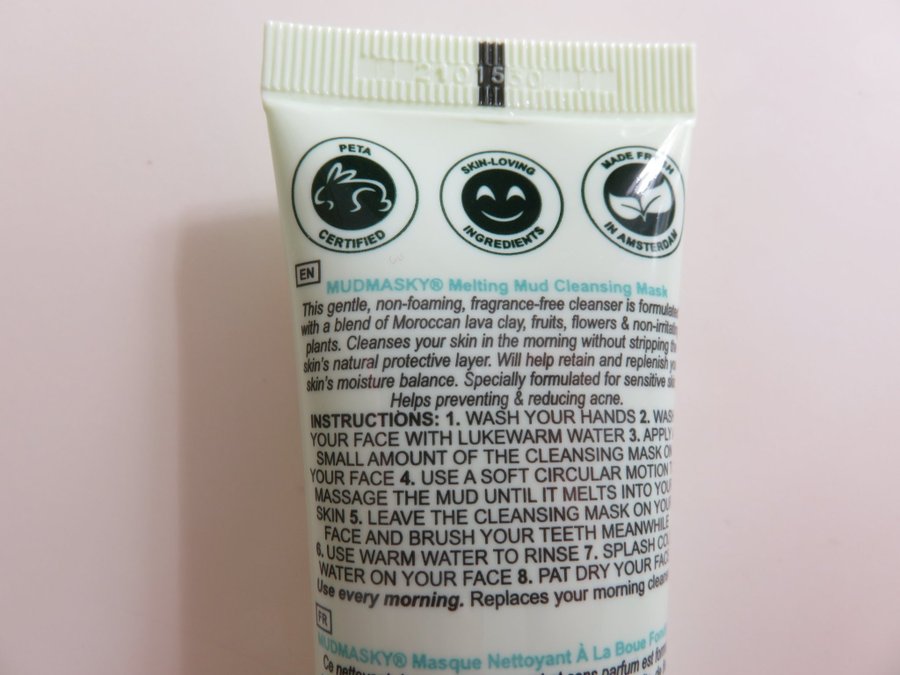 2101530
PETA
CERTIFIED
SKIN-LOVING
INGREDIENTS
MADE FRESH
IN AMSTERDAM
EN
MUDMASKY® Melting Mud Cleansing Mask
This gentle, non-foaming, fragrance-free cleanser is formulated
with a blend of Moroccan lava clay, fruits, flowers & non-irritating
plants. Cleanses your skin in the morning without stripping
skin's natural protective layer. Will help retain and replenish
skin's moisture balance. Specially formulated for sensitive
Helps preventing & reducing acne.
INSTRUCTIONS: 1. WASH YOUR HANDS 2. WASH
YOUR FACE WITH LUKEWARM WATER 3. APPLY
SMALL AMOUNT OF THE CLEANSING MASK ON
YOUR FACE 4. USE A SOFT CIRCULAR MOTION
MASSAGE THE MUD UNTIL IT MELTS INTO YOUR
SKIN 5. LEAVE THE CLEANSING MASK ON YOUR
FACE AND BRUSH YOUR TEETH MEANWHILE
6. USE WARM WATER TO RINSE 7. SPLASH
WATER ON YOUR FACE 8. PAT DRY YOUR FACE
Use every morning. Replaces your morning
FR
MUDMASKY® Masque Nettoyant À La Boue
Ce sans parfum est